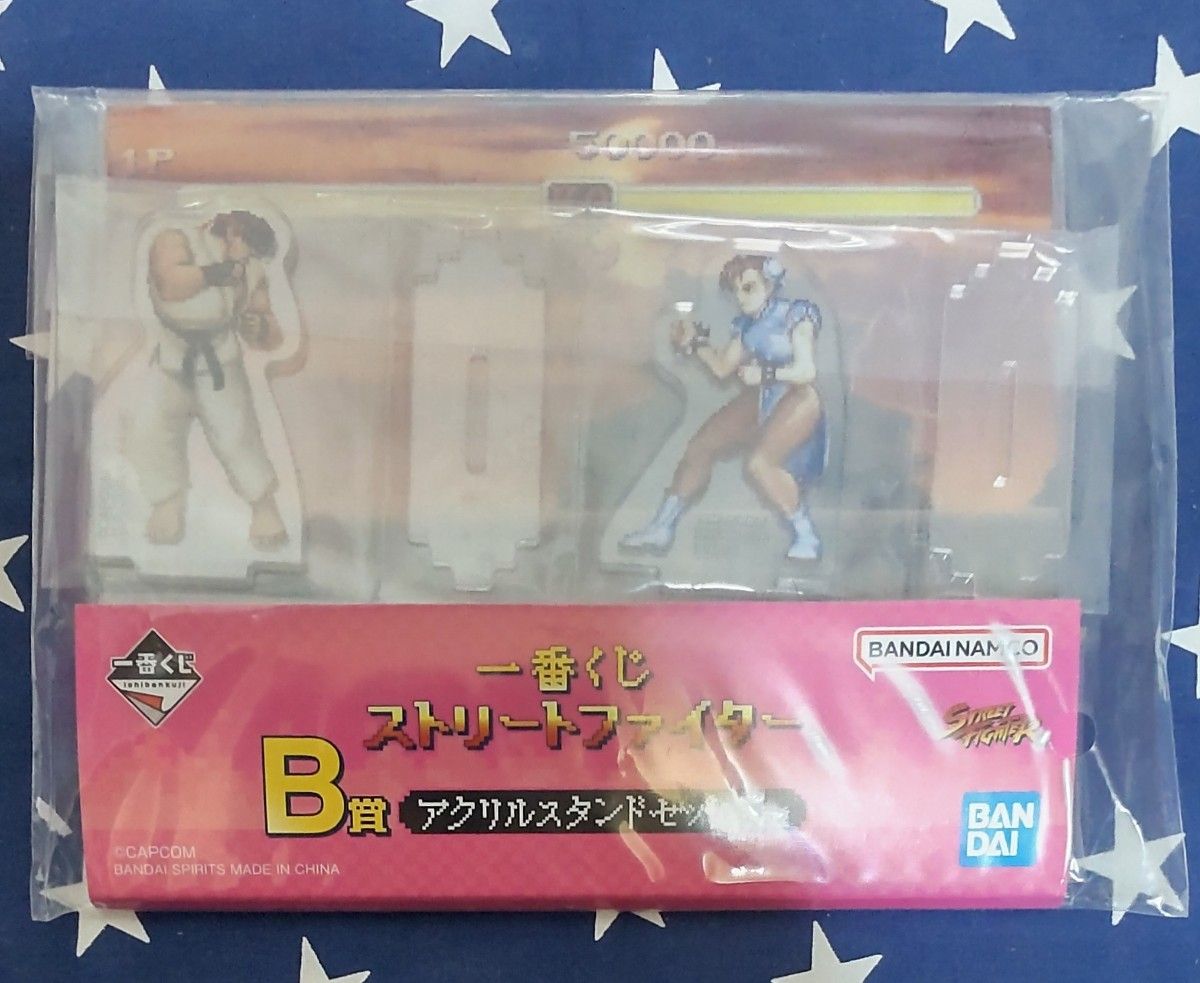 1P
50000
一番くじ
ichibankuji
一番くじ
ストリートファイター
B賞
アクリルスタンドセッ
BANDAI NAMCO
STREET FIGHTER
BAN
DAI
©CAPCOM
BANDAI SPIRITS MADE IN CHINA